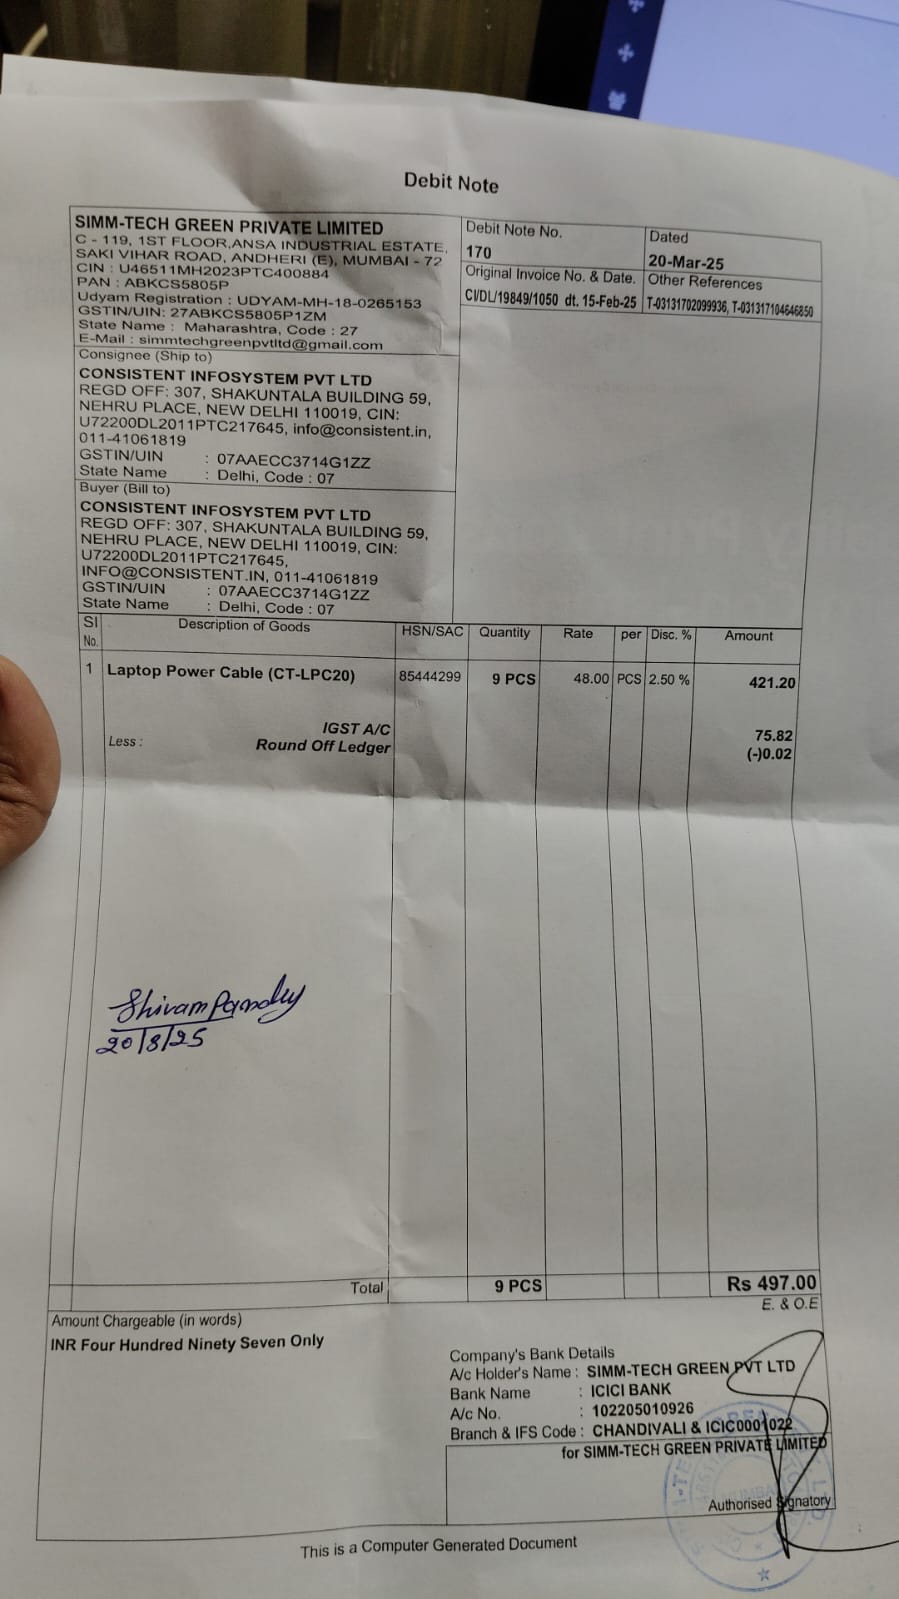 Debit Note
SIMM-TECH GREEN PRIVATE LIMITED
C - 119, 1ST FLOOR,ANSA INDUSTRIAL ESTATE,
SAKI VIHAR ROAD, ANDHERI (E), MUMBAI - 72
CIN : U46511MH2023PTC400884
PAN : ABKCS5805P
Udyam Registration : UDYAM-MH-18-0265153
GSTIN/UIN: 27ABKCS5805P1ZM
State Name : Maharashtra, Code : 27
E-Mail : simmtechgreenpvtltd@gmail.com
Debit Note No.
170
Dated
20-Mar-25
Original Invoice No. & Date.
CI/DL/19849/1050 dt. 15-Feb-25
Other References
T-03131702099936, T-031317104646850
Consignee (Ship to)
CONSISTENT INFOSYSTEM PVT LTD
REGD OFF: 307, SHAKUNTALA BUILDING 59,
NEHRU PLACE, NEW DELHI 110019, CIN:
U72200DL2011PTC217645, info@consistent.in,
011-41061819
GSTIN/UIN : 07AAECC3714G1ZZ
State Name : Delhi, Code : 07
Buyer (Bill to)
CONSISTENT INFOSYSTEM PVT LTD
REGD OFF: 307, SHAKUNTALA BUILDING 59,
NEHRU PLACE, NEW DELHI 110019, CIN:
U72200DL2011PTC217645,
INFO@CONSISTENT.IN, 011-41061819
GSTIN/UIN : 07AAECC3714G1ZZ
State Name : Delhi, Code : 07
Sl No. Description of Goods HSN/SAC Quantity Rate per Disc. % Amount
1 Laptop Power Cable (CT-LPC20) 85444299 9 PCS 48.00 PCS 2.50 % 421.20
IGST A/C 75.82
Less : Round Off Ledger (-)0.02
Shivam Pandey
20/3/25
Total 9 PCS Rs 497.00
E. & O.E
Amount Chargeable (in words)
INR Four Hundred Ninety Seven Only
Company's Bank Details
A/c Holder's Name : SIMM-TECH GREEN PVT LTD
Bank Name : ICICI BANK
A/c No. : 102205010926
Branch & IFS Code : CHANDIVALI & ICIC0001022
for SIMM-TECH GREEN PRIVATE LIMITED
Authorised Signatory
This is a Computer Generated Document